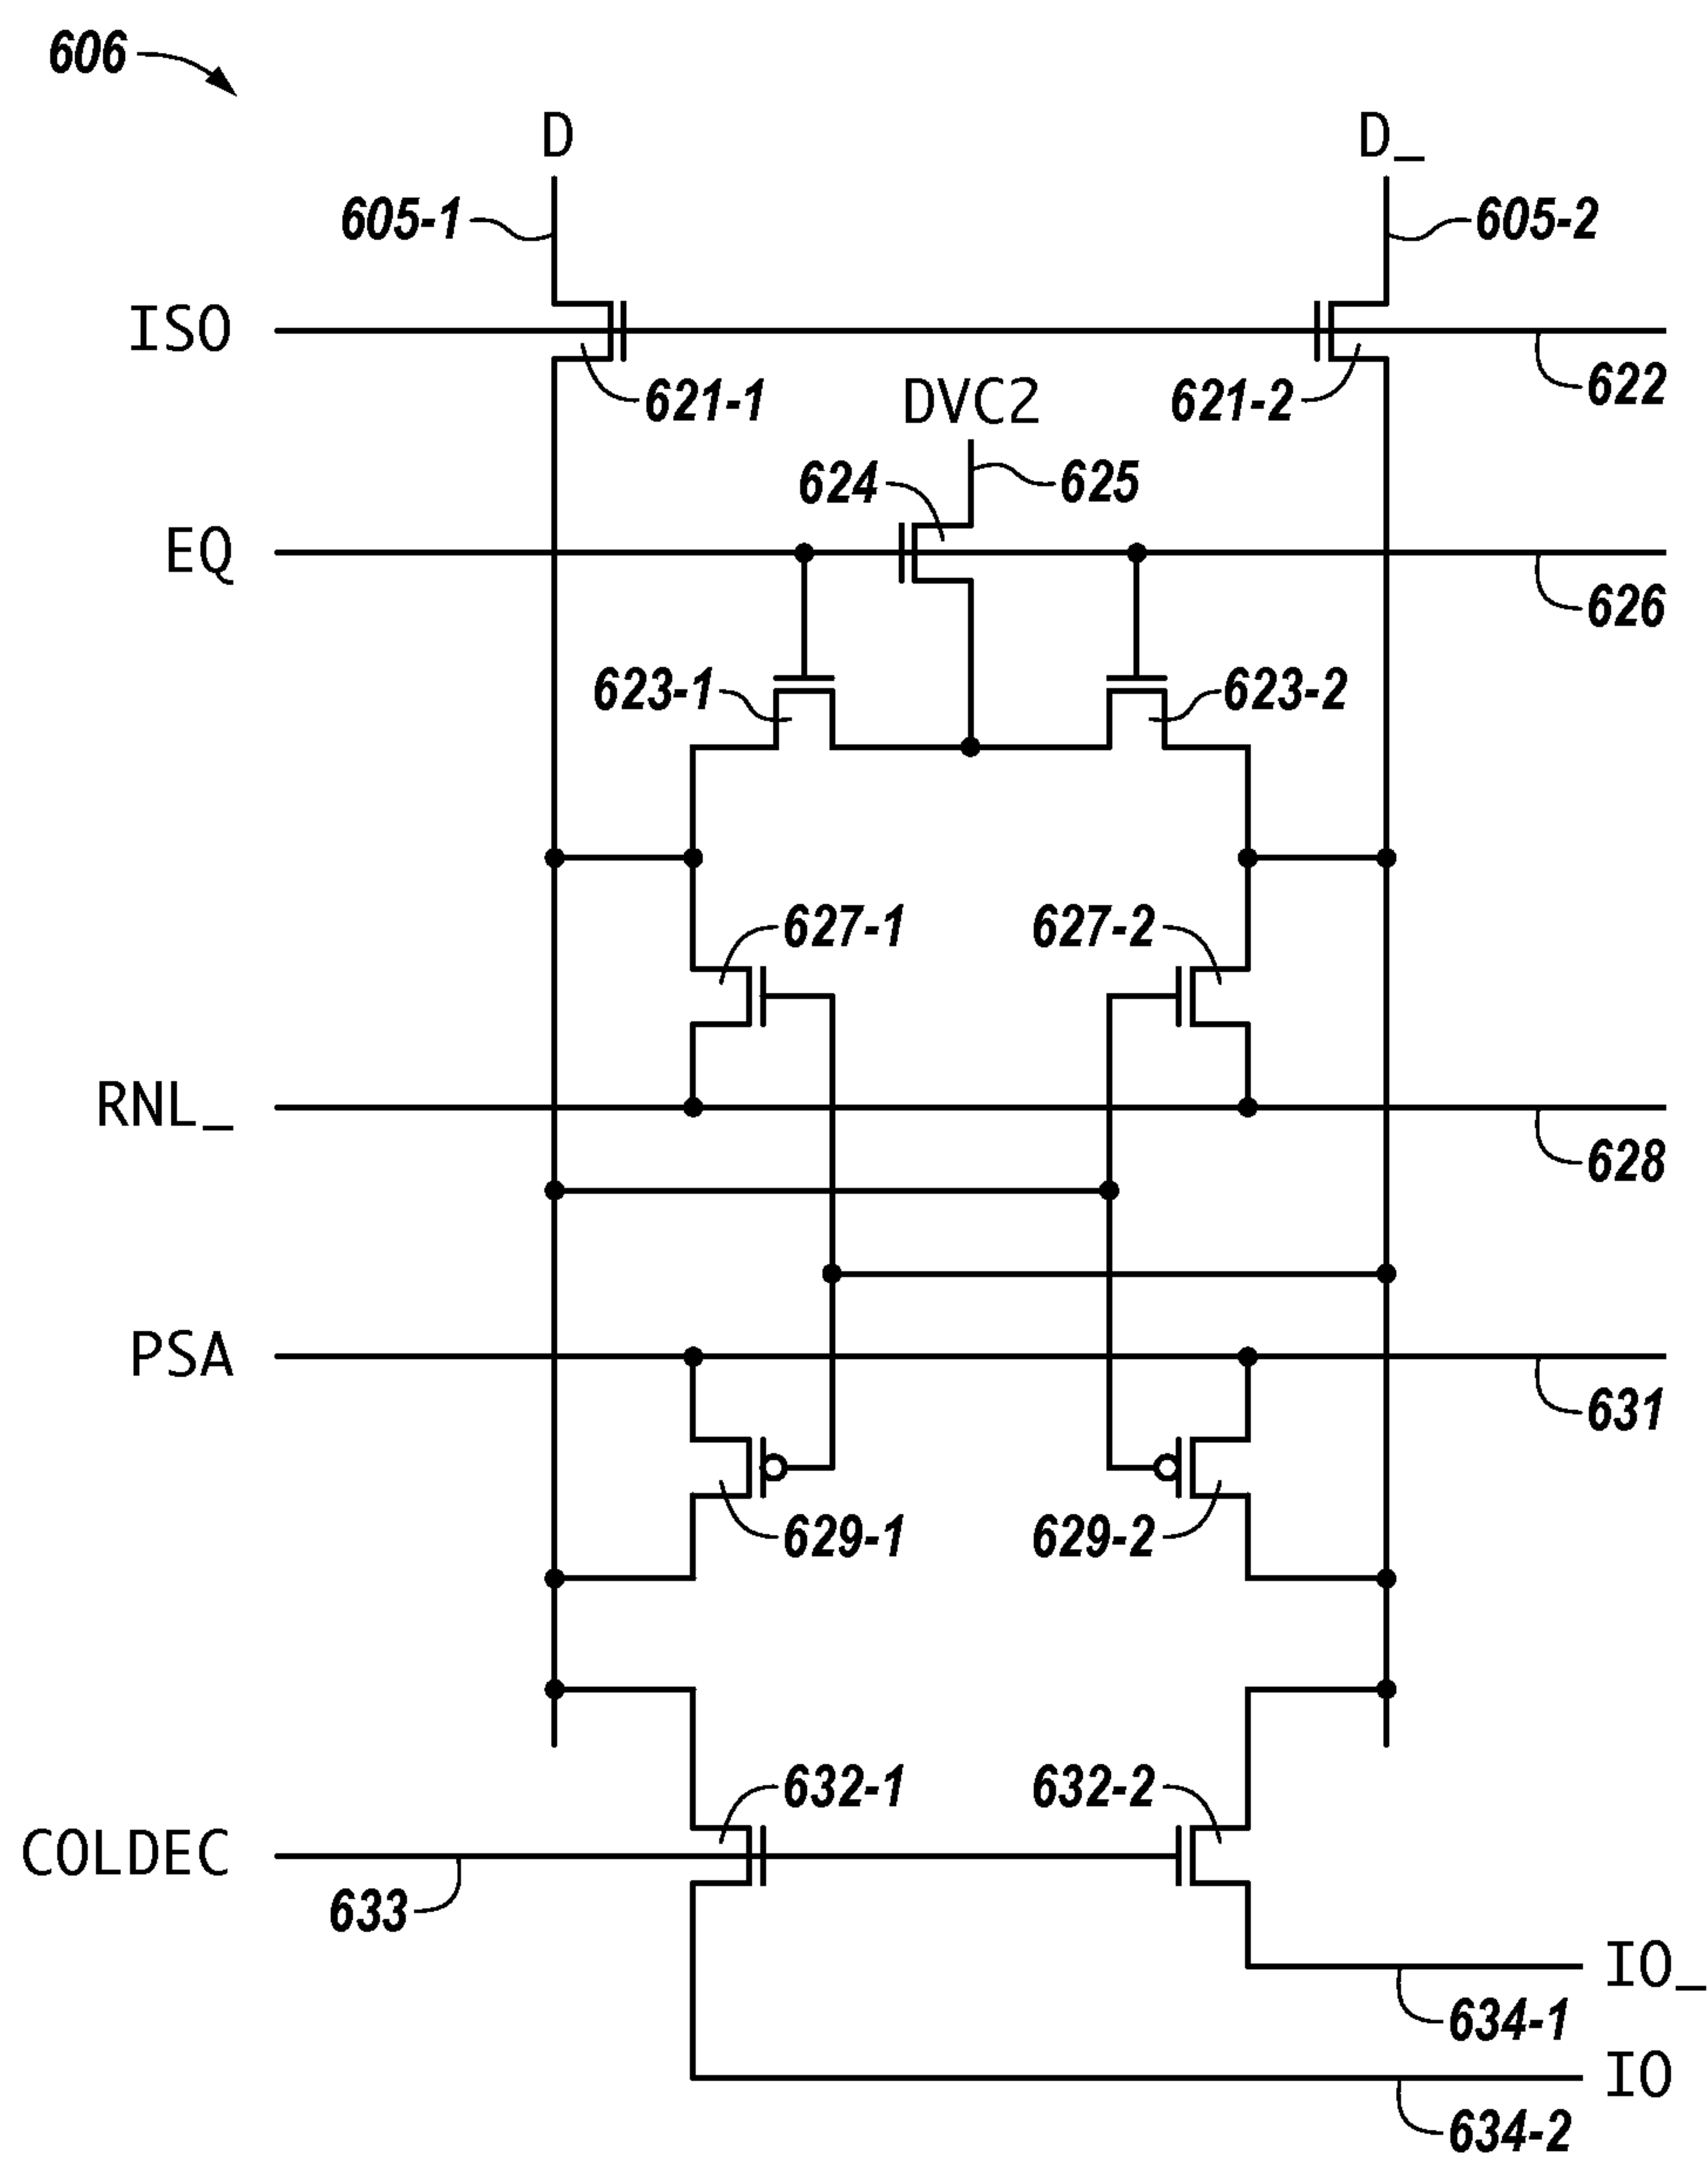 606
D D_
605-1 605-2
ISO
622
621-1 621-2
DVC2
624 625
EQ
626
623-1 623-2
627-1 627-2
RNL_
628
PSA
631
629-1 629-2
632-1 632-2
COLDEC
633
IO_
634-1
IO
634-2